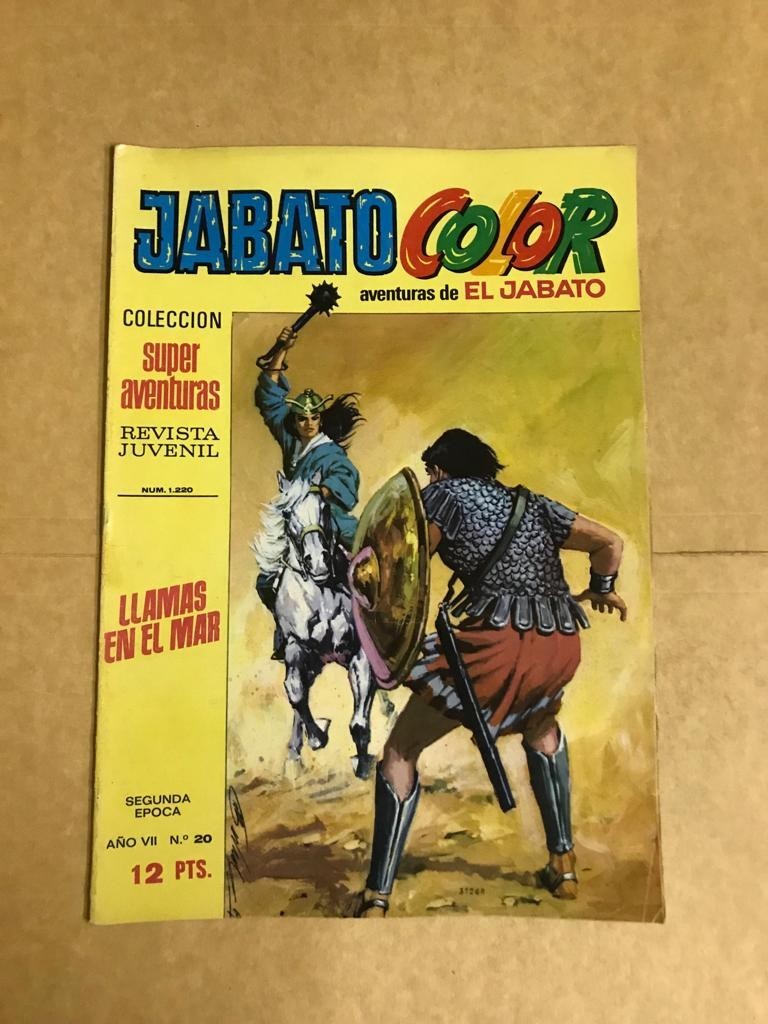 JABATO COLOR
aventuras de EL JABATO
COLECCION
super
aventuras
REVISTA
JUVENIL
NUM. 1.220
LLAMAS
EN EL MAR
SEGUNDA
EPOCA
AÑO VII N.º 20
12 PTS.